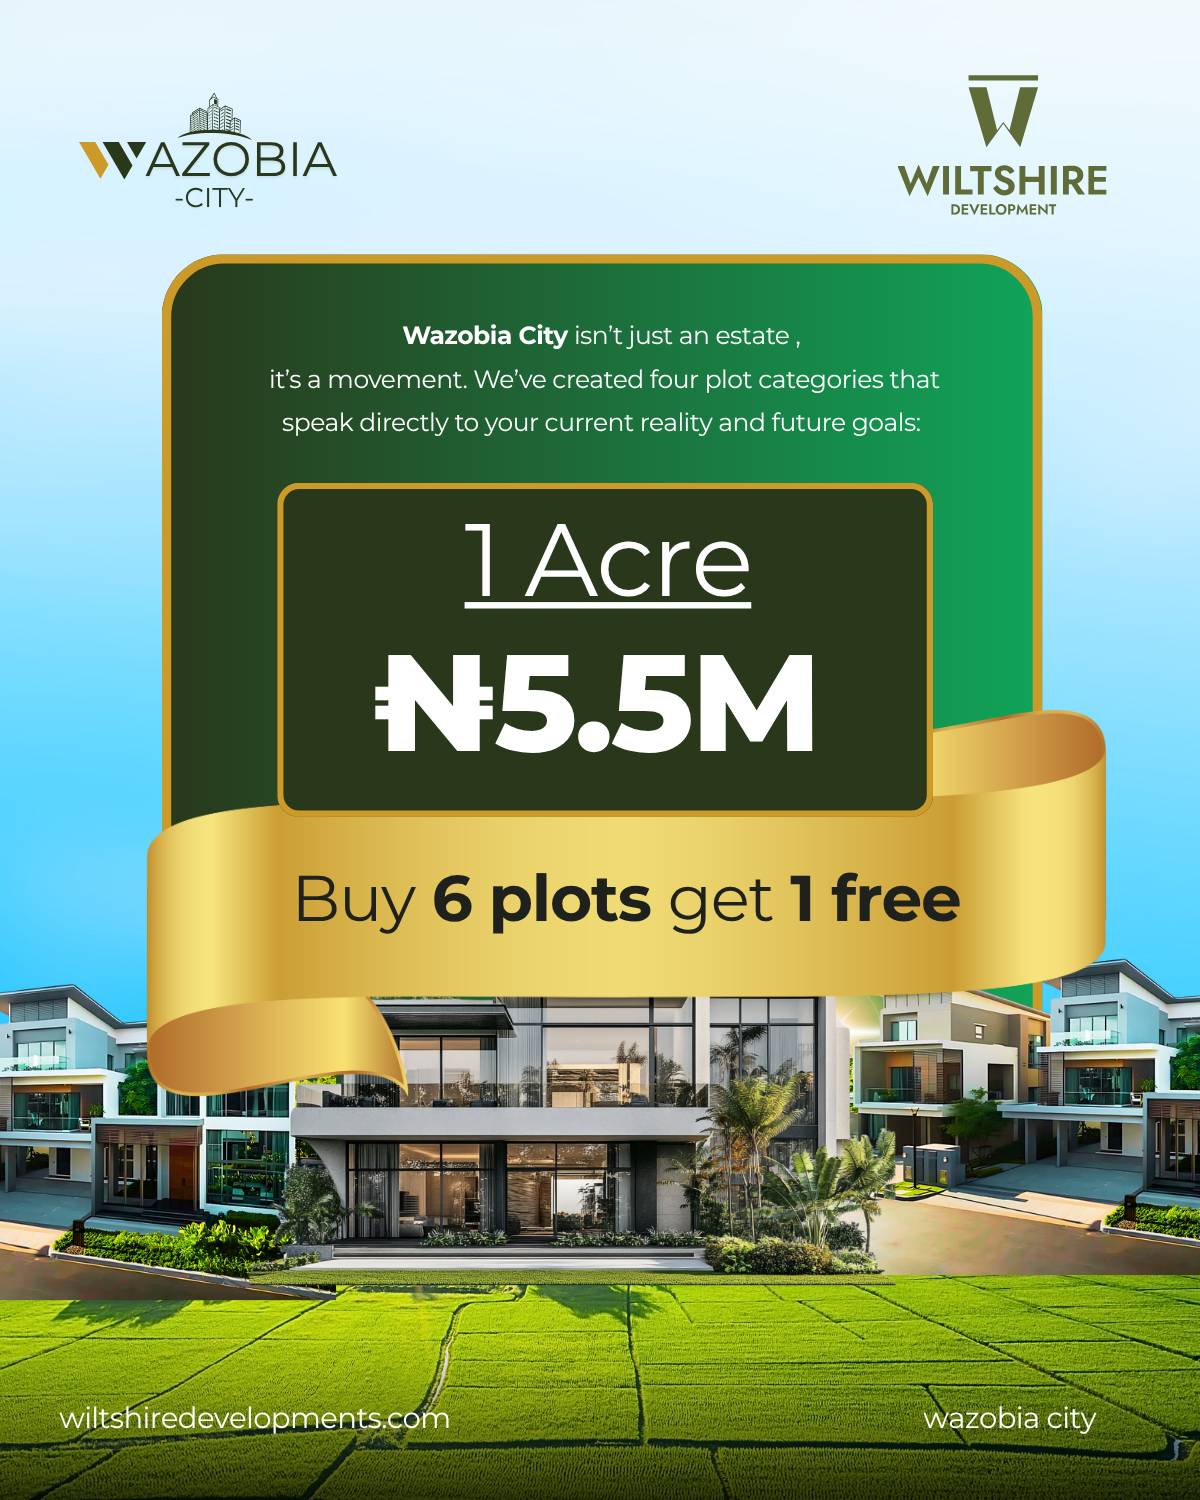 WAZOBIA
-CITY-
WILTSHIRE
DEVELOPMENT
Wazobia City isn’t just an estate ,
it’s a movement. We’ve created four plot categories that
speak directly to your current reality and future goals:
1 Acre
₦5.5M
Buy 6 plots get 1 free
wiltshiredevelopments.com
wazobia city